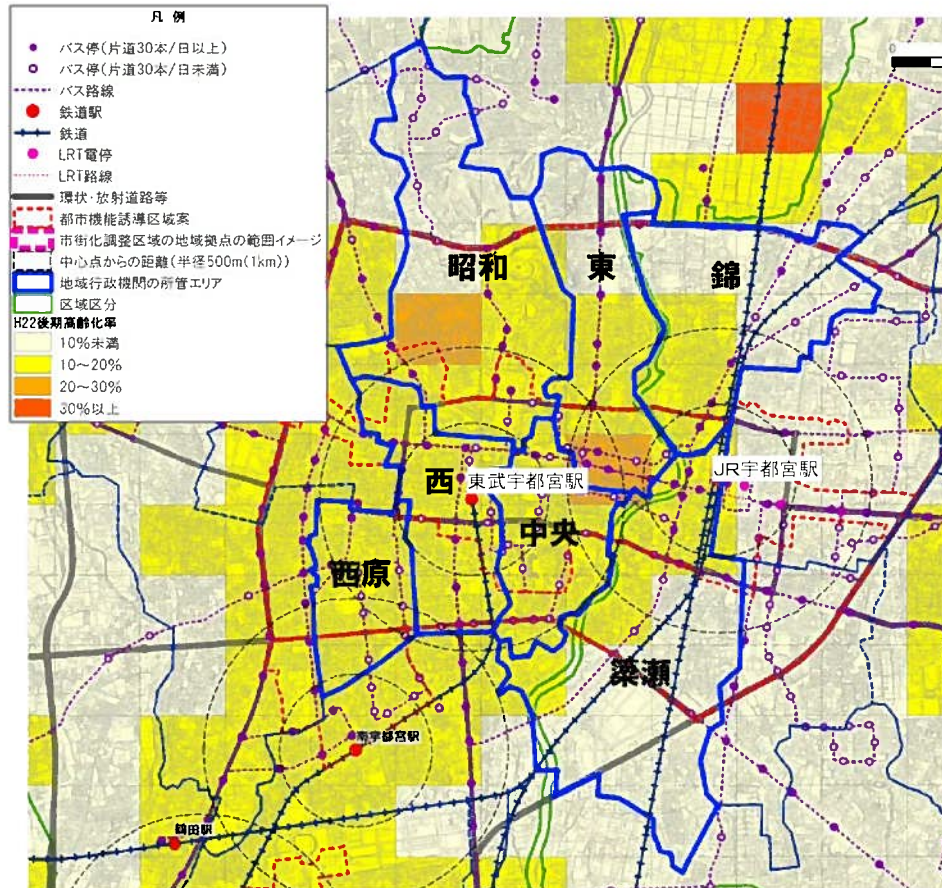 凡 例
バス停(片道30本/日以上)
バス停(片道30本/日未満)
バス路線
鉄道駅
鉄道
LRT電停
LRT路線
環状・放射道路等
都市機能誘導区域案
市街化調整区域の地域拠点の範囲イメージ
中心点からの距離(半径500m(1km))
地域行政機関の所管エリア
区域区分
H22後期高齢化率
10%未満
10～20%
20～30%
30%以上
0
昭和
東
錦
西
東武宇都宮駅
JR宇都宮駅
中央
西原
簗瀬
南宇都宮駅
鶴田駅